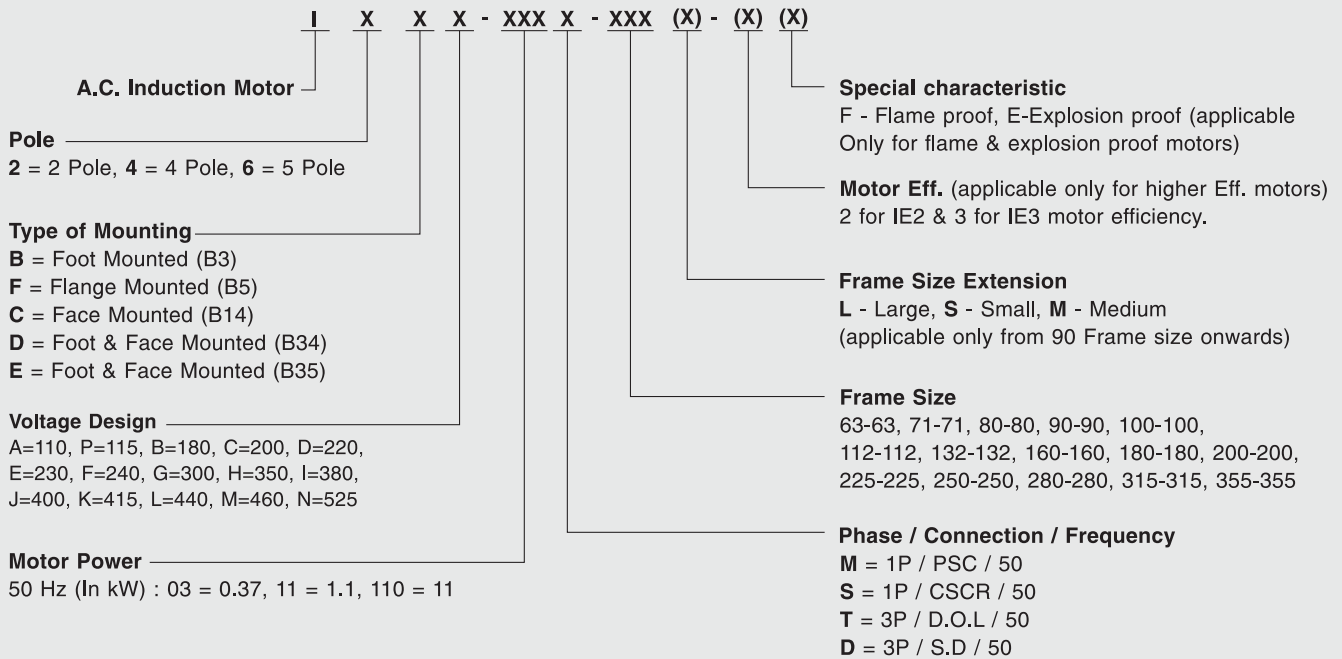 I X X X - XXX X - XXX (X) - (X) (X)
A.C. Induction Motor
Pole
2 = 2 Pole, 4 = 4 Pole, 6 = 5 Pole
Type of Mounting
B = Foot Mounted (B3)
F = Flange Mounted (B5)
C = Face Mounted (B14)
D = Foot & Face Mounted (B34)
E = Foot & Face Mounted (B35)
Voltage Design
A=110, P=115, B=180, C=200, D=220,
E=230, F=240, G=300, H=350, I=380,
J=400, K=415, L=440, M=460, N=525
Motor Power
50 Hz (In kW) : 03 = 0.37, 11 = 1.1, 110 = 11
Special characteristic
F - Flame proof, E-Explosion proof (applicable
Only for flame & explosion proof motors)
Motor Eff. (applicable only for higher Eff. motors)
2 for IE2 & 3 for IE3 motor efficiency.
Frame Size Extension
L - Large, S - Small, M - Medium
(applicable only from 90 Frame size onwards)
Frame Size
63-63, 71-71, 80-80, 90-90, 100-100,
112-112, 132-132, 160-160, 180-180, 200-200,
225-225, 250-250, 280-280, 315-315, 355-355
Phase / Connection / Frequency
M = 1P / PSC / 50
S = 1P / CSCR / 50
T = 3P / D.O.L / 50
D = 3P / S.D / 50